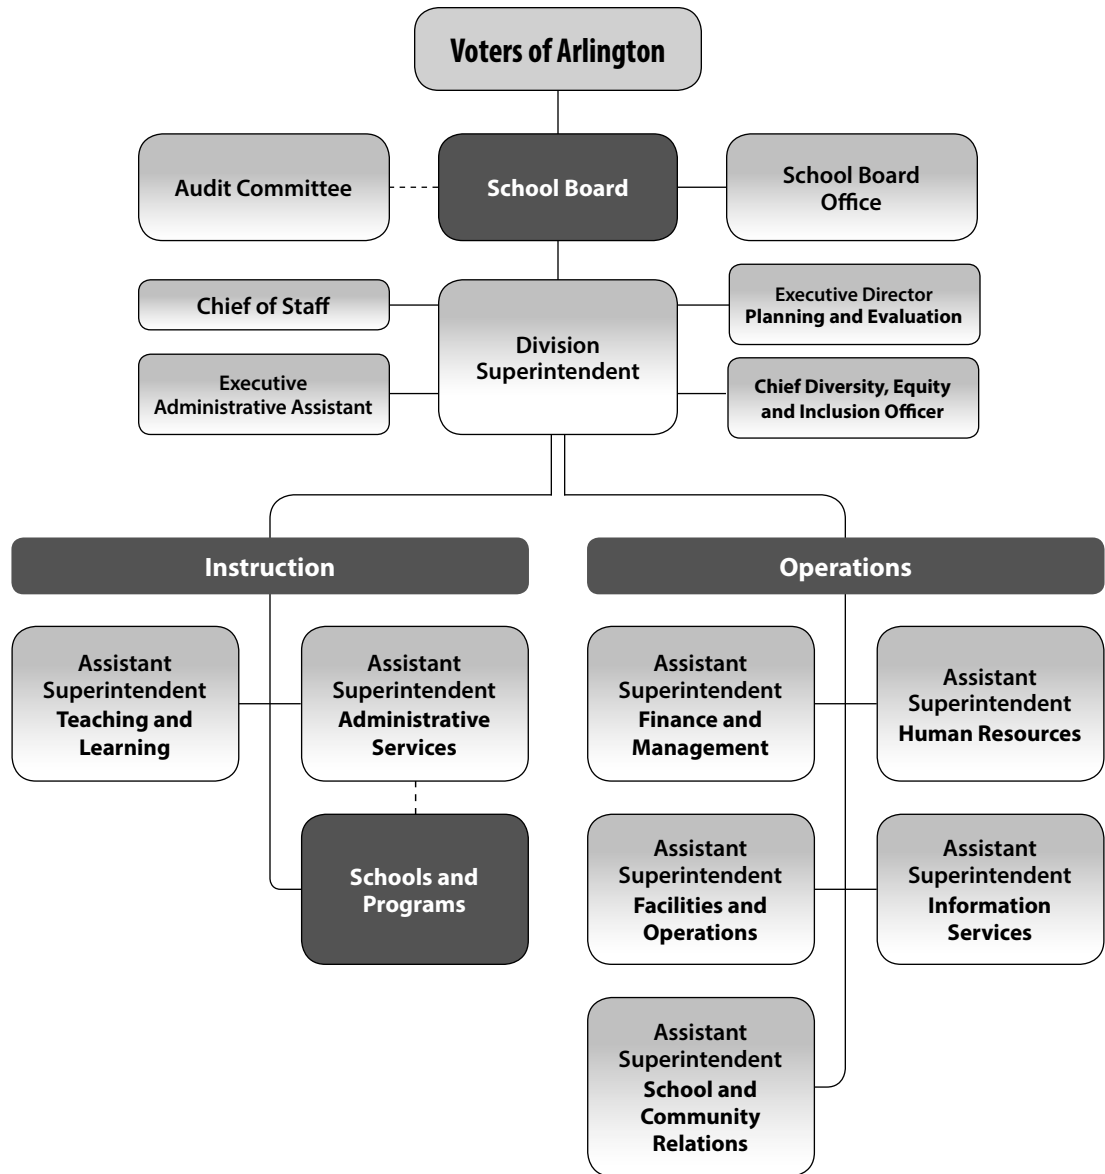 Voters of Arlington
Audit Committee
School Board
School Board
Office
Chief of Staff
Executive Director
Planning and Evaluation
Division
Superintendent
Executive
Administrative Assistant
Chief Diversity, Equity
and Inclusion Officer
Instruction
Operations
Assistant
Superintendent
Teaching and
Learning
Assistant
Superintendent
Administrative
Services
Assistant
Superintendent
Finance and
Management
Assistant
Superintendent
Human Resources
Schools and
Programs
Assistant
Superintendent
Facilities and
Operations
Assistant
Superintendent
Information
Services
Assistant
Superintendent
School and
Community
Relations